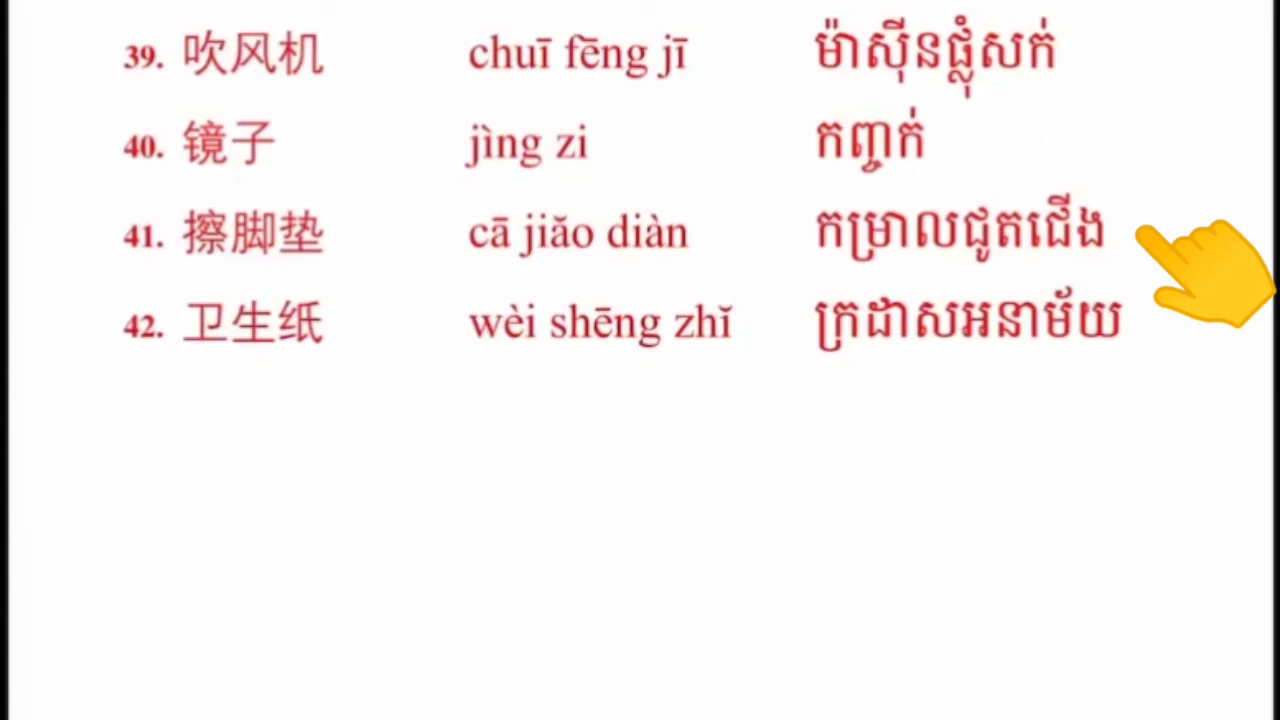 39. 吹风机 chuī fēng jī ម៉ាស៊ីនផ្លុំសក់
40. 镜子 jìng zi កញ្ចក់
41. 擦脚垫 cā jiǎo diàn កម្រាលជូតជើង
42. 卫生纸 wèi shēng zhǐ ក្រដាសអនាម័យ